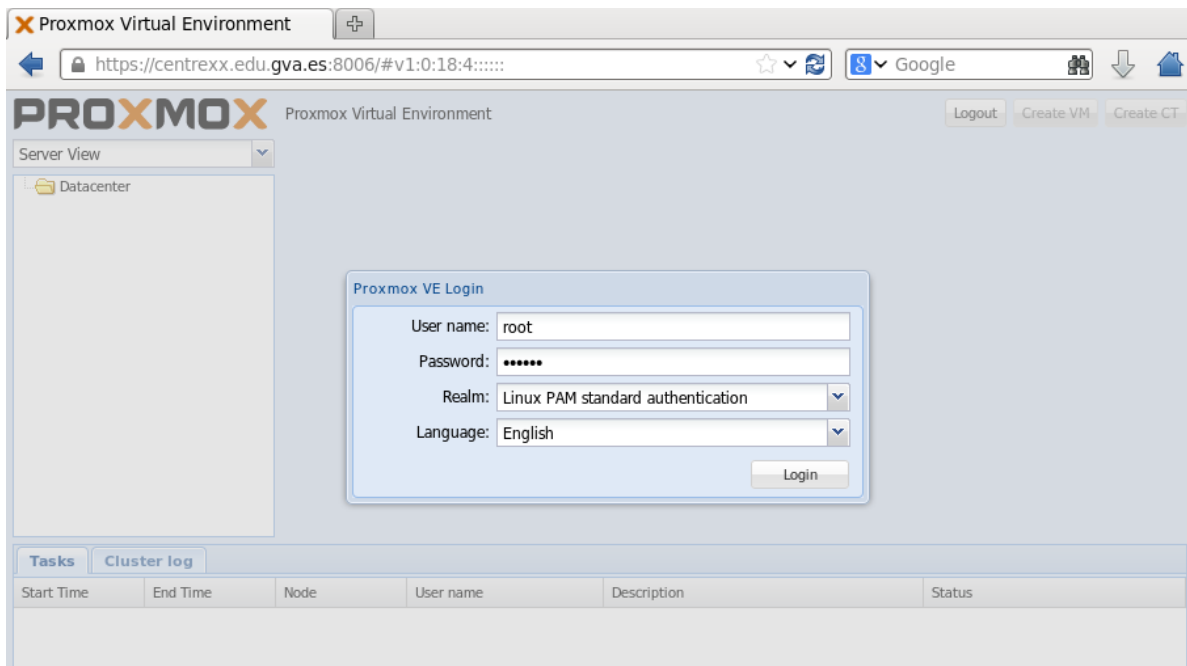 Proxmox Virtual Environment
https://centrexx.edu.gva.es:8006/#v1:0:18:4::::::
8 Google
PROXMOX Proxmox Virtual Environment Logout Create VM Create CT
Server View
Datacenter
Proxmox VE Login
User name: root
Password: ••••••
Realm: Linux PAM standard authentication
Language: English
Login
Tasks Cluster log
Start Time End Time Node User name Description Status